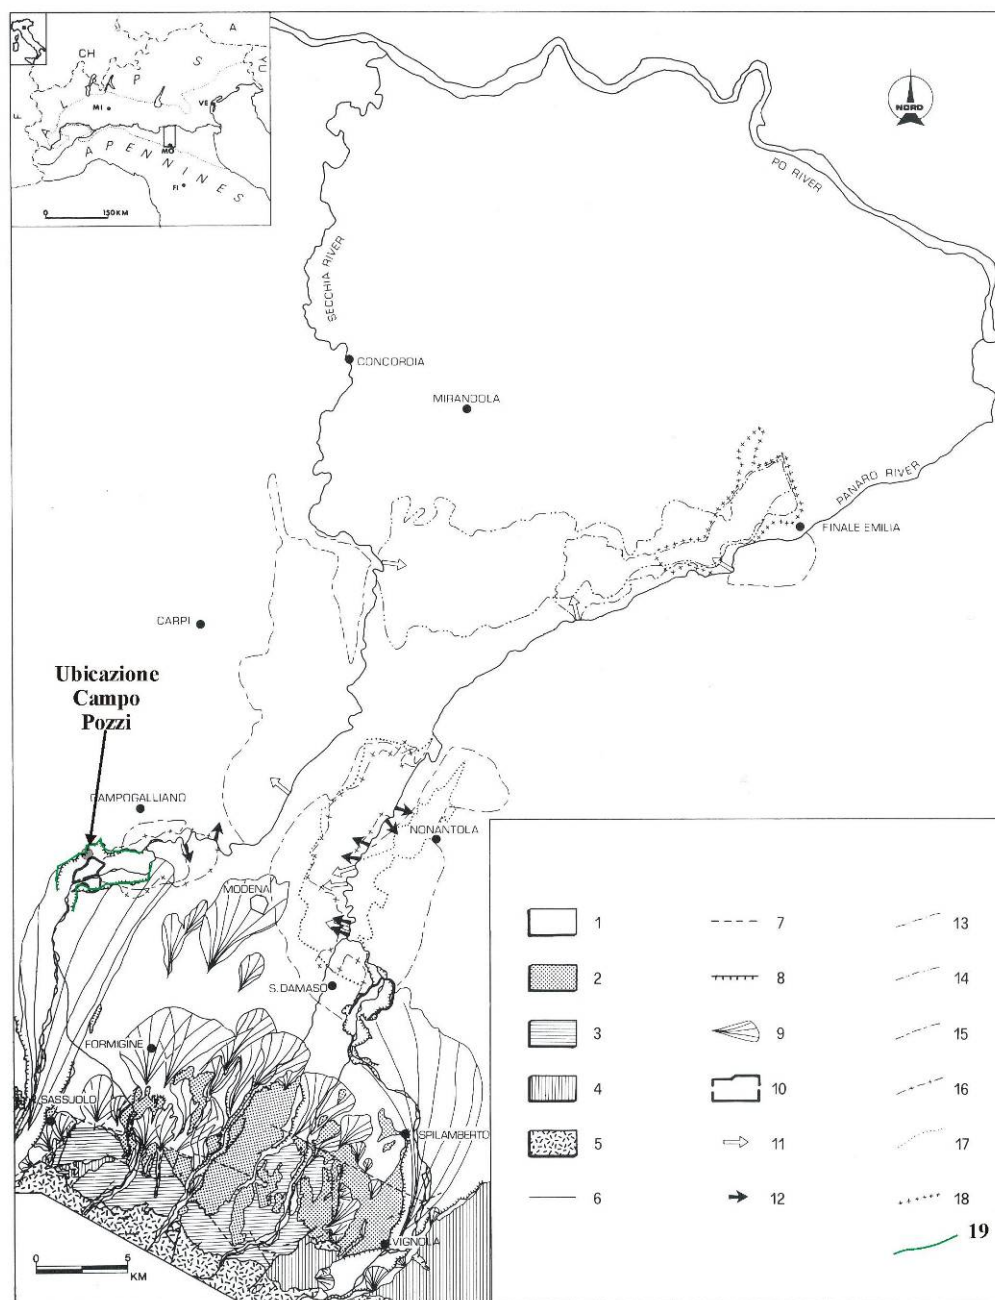 A
CH
YU
A L P S
F
MI
VE
MO
A P E N N I N E S
FI
0 150KM
NORD
PO RIVER
SECCHIA RIVER
CONCORDIA
MIRANDOLA
PANARO RIVER
FINALE EMILIA
CARPI
Ubicazione
Campo
Pozzi
CAMPOGALLIANO
NONANTOLA
MODENA
S.DAMASO
FORMIGINE
SASSUOLO
SPILAMBERTO
VIGNOLA
0 5
KM
1
2
3
4
5
6
7
8
9
10
11
12
13
14
15
16
17
18
19